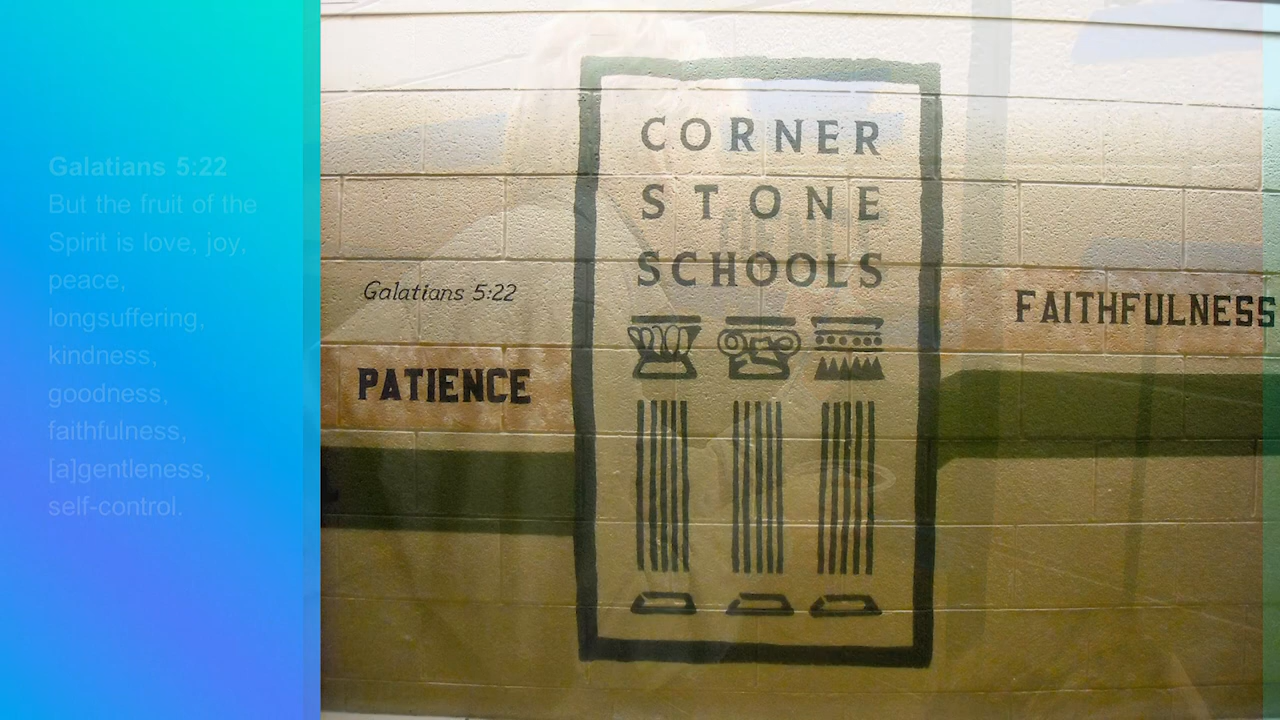 Galatians 5:22
But the fruit of the
Spirit is love, joy,
peace,
longsuffering,
kindness,
goodness,
faithfulness,
[a]gentleness,
self-control.
CORNER
STONE
SCHOOLS
Galatians 5:22
PATIENCE
FAITHFULNESS